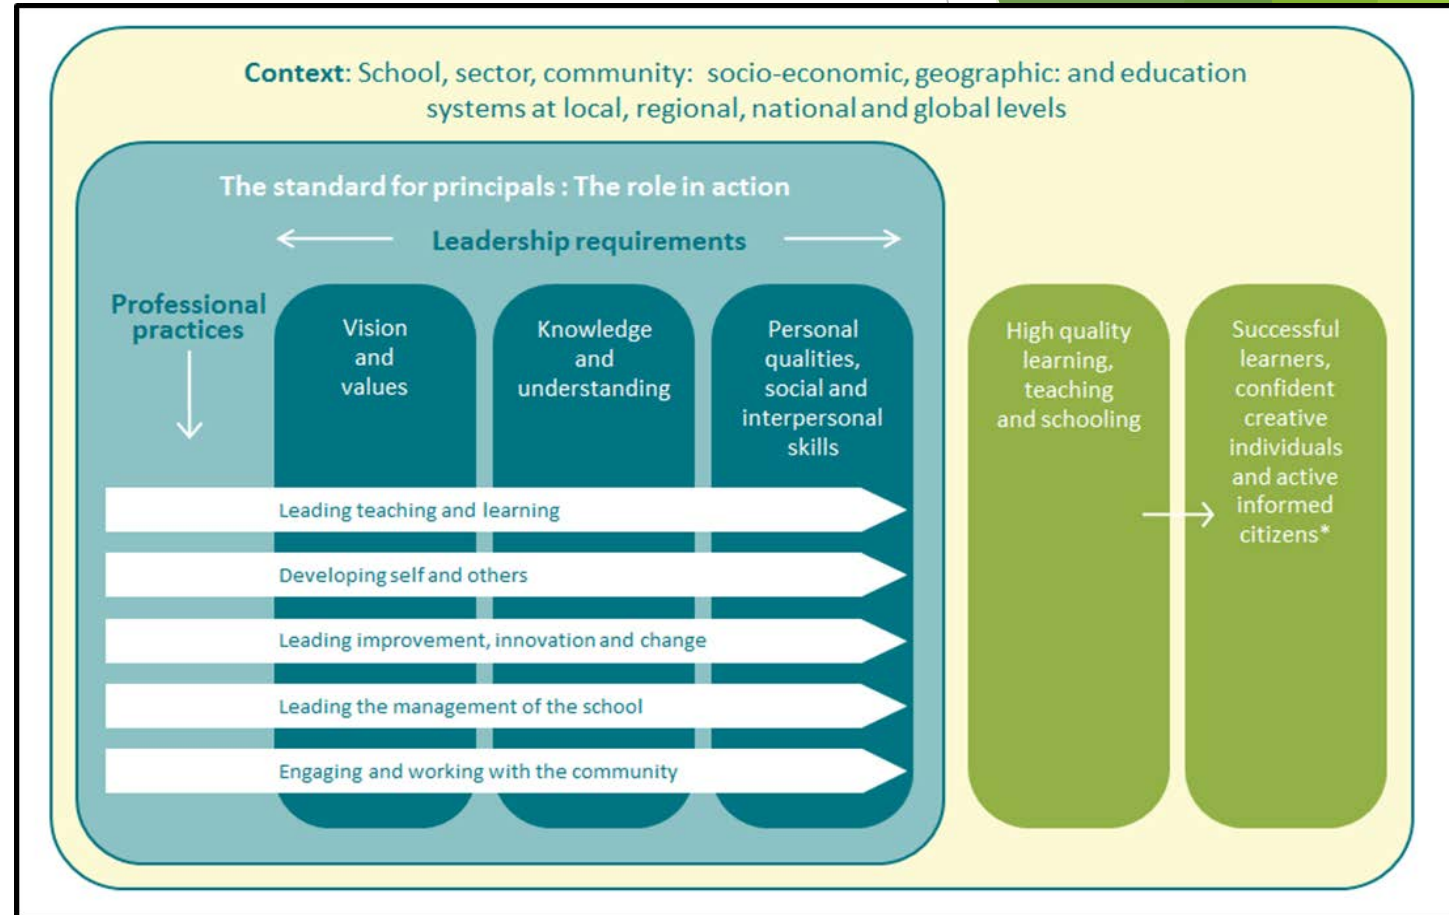 Context: School, sector, community: socio-economic, geographic: and education
systems at local, regional, national and global levels
The standard for principals : The role in action
Leadership requirements
Professional
practices
Vision
and
values
Knowledge
and
understanding
Personal
qualities,
social and
interpersonal
skills
High quality
learning,
teaching
and schooling
Successful
learners,
confident
creative
individuals
and active
informed
citizens*
Leading teaching and learning
Developing self and others
Leading improvement, innovation and change
Leading the management of the school
Engaging and working with the community